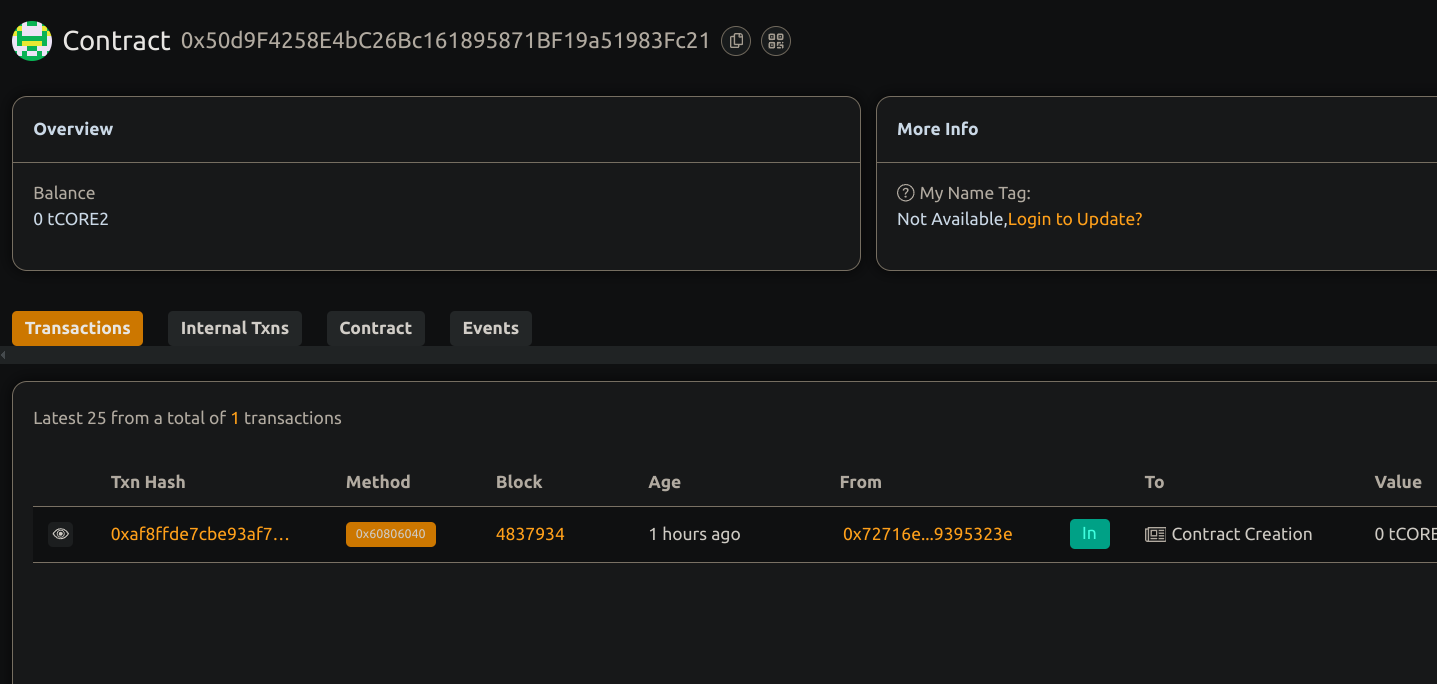 Contract 0x50d9F4258E4bC26Bc161895871BF19a51983Fc21
Overview
Balance
0 tCORE2
More Info
My Name Tag:
Not Available,Login to Update?
Transactions Internal Txns Contract Events
Latest 25 from a total of 1 transactions
Txn Hash Method Block Age From To Value
0xaf8ffde7cbe93af7... 0x60806040 4837934 1 hours ago 0x72716e...9395323e In Contract Creation 0 tCORE